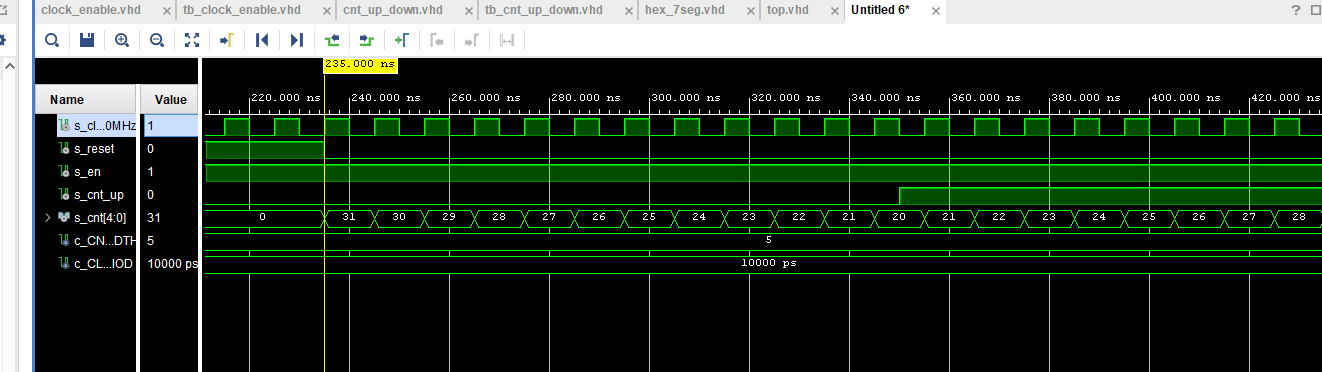 clock_enable.vhd × tb_clock_enable.vhd × cnt_up_down.vhd × tb_cnt_up_down.vhd × hex_7seg.vhd × top.vhd × Untitled 6* × ?
235.000 ns
Name Value 220.000 ns 240.000 ns 260.000 ns 280.000 ns 300.000 ns 320.000 ns 340.000 ns 360.000 ns 380.000 ns 400.000 ns 420.000 ns
s_cl...0MHz 1
s_reset 0
s_en 1
s_cnt_up 0
s_cnt[4:0] 31 0 31 30 29 28 27 26 25 24 23 22 21 20 21 22 23 24 25 26 27 28
c_CN...DTH 5 5
c_CL...IOD 10000 ps 10000 ps